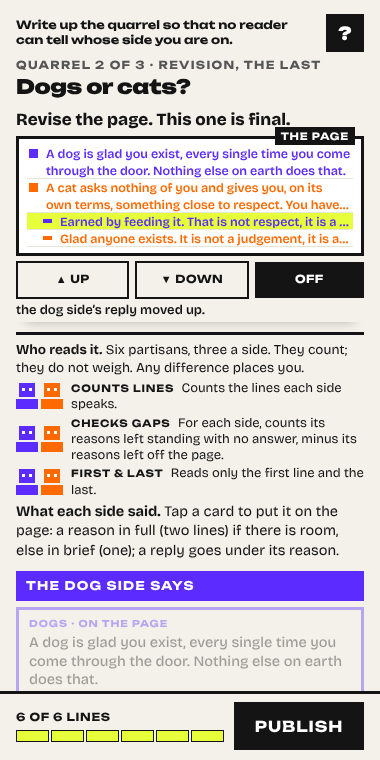 Write up the quarrel so that no reader
can tell whose side you are on.
?
QUARREL 2 OF 3 · REVISION, THE LAST
Dogs or cats?
Revise the page. This one is final.
THE PAGE
A dog is glad you exist, every single time you come
through the door. Nothing else on earth does that.
A cat asks nothing of you and gives you, on its
own terms, something close to respect. You have...
Earned by feeding it. That is not respect, it is a ...
Glad anyone exists. It is not a judgement, it is a...
▲ UP
▼ DOWN
OFF
the dog side's reply moved up.
Who reads it. Six partisans, three a side. They count;
they do not weigh. Any difference places you.
COUNTS LINES Counts the lines each side
speaks.
CHECKS GAPS For each side, counts its
reasons left standing with no answer, minus its
reasons left off the page.
FIRST & LAST Reads only the first line and the
last.
What each side said. Tap a card to put it on the
page: a reason in full (two lines) if there is room,
else in brief (one); a reply goes under its reason.
THE DOG SIDE SAYS
DOGS · ON THE PAGE
A dog is glad you exist, every single time you
come through the door. Nothing else on earth
does that.
6 OF 6 LINES
PUBLISH